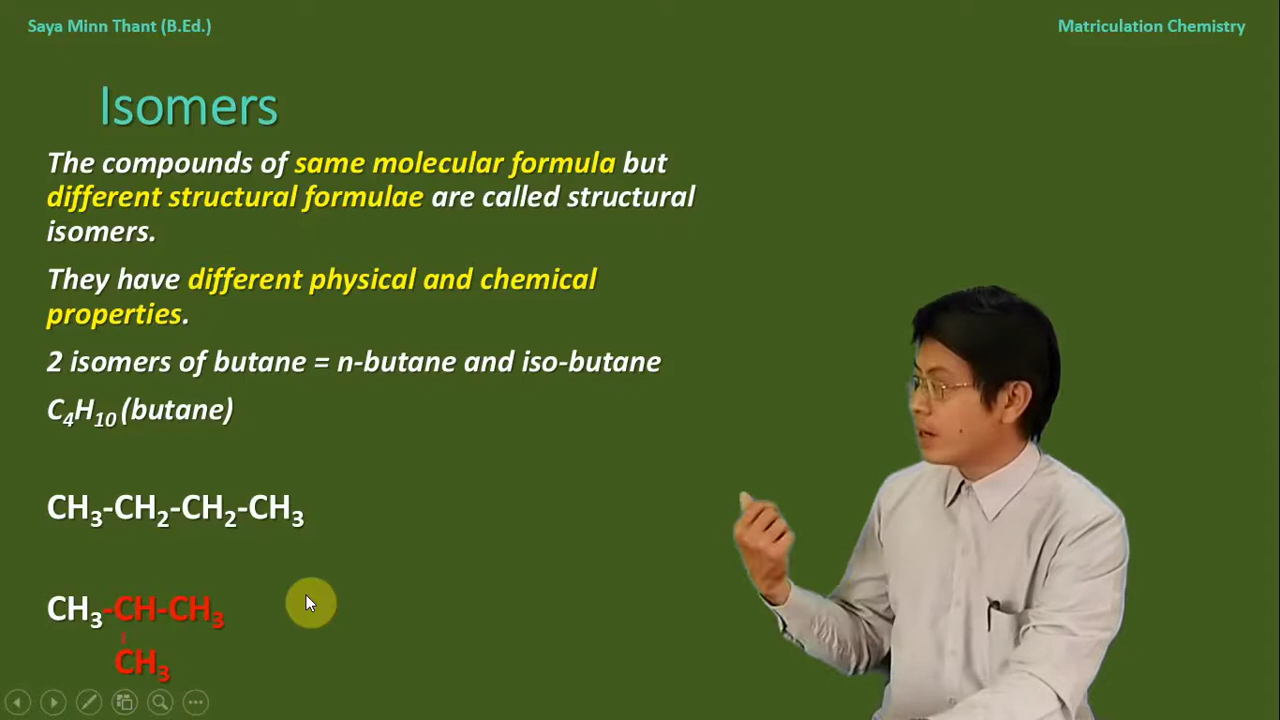 Saya Minn Thant (B.Ed.)
Matriculation Chemistry
Isomers
The compounds of same molecular formula but
different structural formulae are called structural
isomers.
They have different physical and chemical
properties.
2 isomers of butane = n-butane and iso-butane
C₄H₁₀ (butane)
CH₃-CH₂-CH₂-CH₃
CH₃-CH-CH₃
CH₃